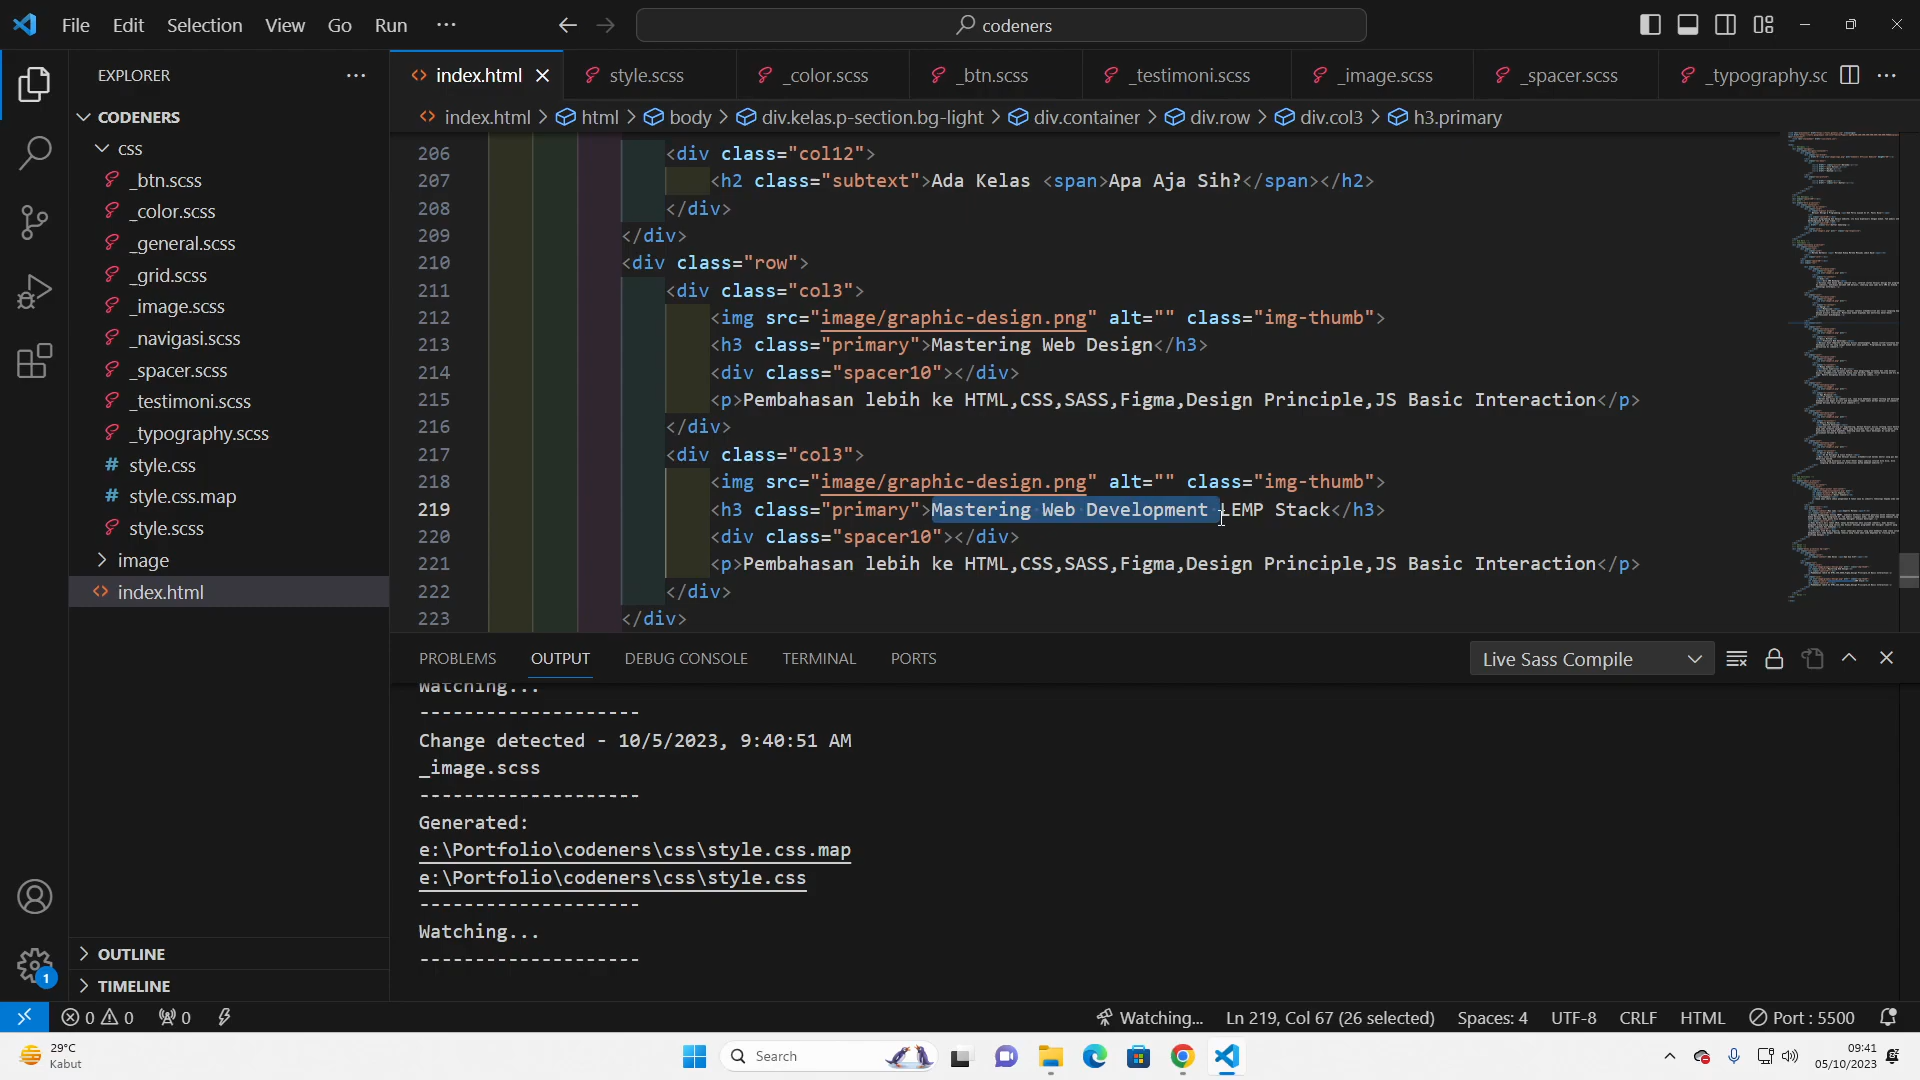 File Edit Selection View Go Run ··· codeners
EXPLORER
CODENERS
css
_btn.scss
_color.scss
_general.scss
_grid.scss
_image.scss
_navigasi.scss
_spacer.scss
_testimoni.scss
_typography.scss
# style.css
# style.css.map
style.scss
image
<> index.html
OUTLINE
TIMELINE
<> index.html style.scss _color.scss _btn.scss _testimoni.scss _image.scss _spacer.scss _typography.sc
<> index.html > html > body > div.kelas.p-section.bg-light > div.container > div.row > div.col3 > h3.primary
206 <div class="col12">
207 <h2 class="subtext">Ada Kelas <span>Apa Aja Sih?</span></h2>
208 </div>
209 </div>
210 <div class="row">
211 <div class="col3">
212 <img src="image/graphic-design.png" alt="" class="img-thumb">
213 <h3 class="primary">Mastering Web Design</h3>
214 <div class="spacer10"></div>
215 <p>Pembahasan lebih ke HTML,CSS,SASS,Figma,Design Principle,JS Basic Interaction</p>
216 </div>
217 <div class="col3">
218 <img src="image/graphic-design.png" alt="" class="img-thumb">
219 <h3 class="primary">Mastering Web Development LEMP Stack</h3>
220 <div class="spacer10"></div>
221 <p>Pembahasan lebih ke HTML,CSS,SASS,Figma,Design Principle,JS Basic Interaction</p>
222 </div>
223 </div>
PROBLEMS OUTPUT DEBUG CONSOLE TERMINAL PORTS Live Sass Compile
Watching...
--------------------
Change detected - 10/5/2023, 9:40:51 AM
_image.scss
--------------------
Generated:
e:\Portfolio\codeners\css\style.css.map
e:\Portfolio\codeners\css\style.css
--------------------
Watching...
--------------------
1
0 0 0 Watching... Ln 219, Col 67 (26 selected) Spaces: 4 UTF-8 CRLF HTML Port : 5500
29°C
Kabut
Search
09:41
05/10/2023